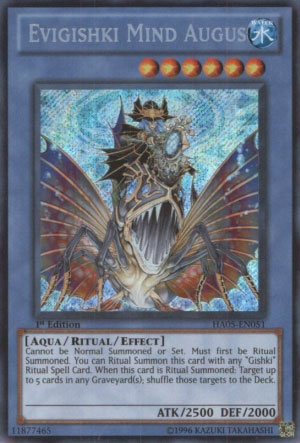 EVIGISHKI MIND AUGUS
WATER
水
1st Edition
HA05-EN051
[AQUA/RITUAL/EFFECT]
Cannot be Normal Summoned or Set. Must first be Ritual
Summoned. You can Ritual Summon this card with any "Gishki"
Ritual Spell Card. When this card is Ritual Summoned: Target up
to 5 cards in any Graveyard(s); shuffle those targets to the Deck.
ATK/2500 DEF/2000
11877465
©1996 KAZUKI TAKAHASHI